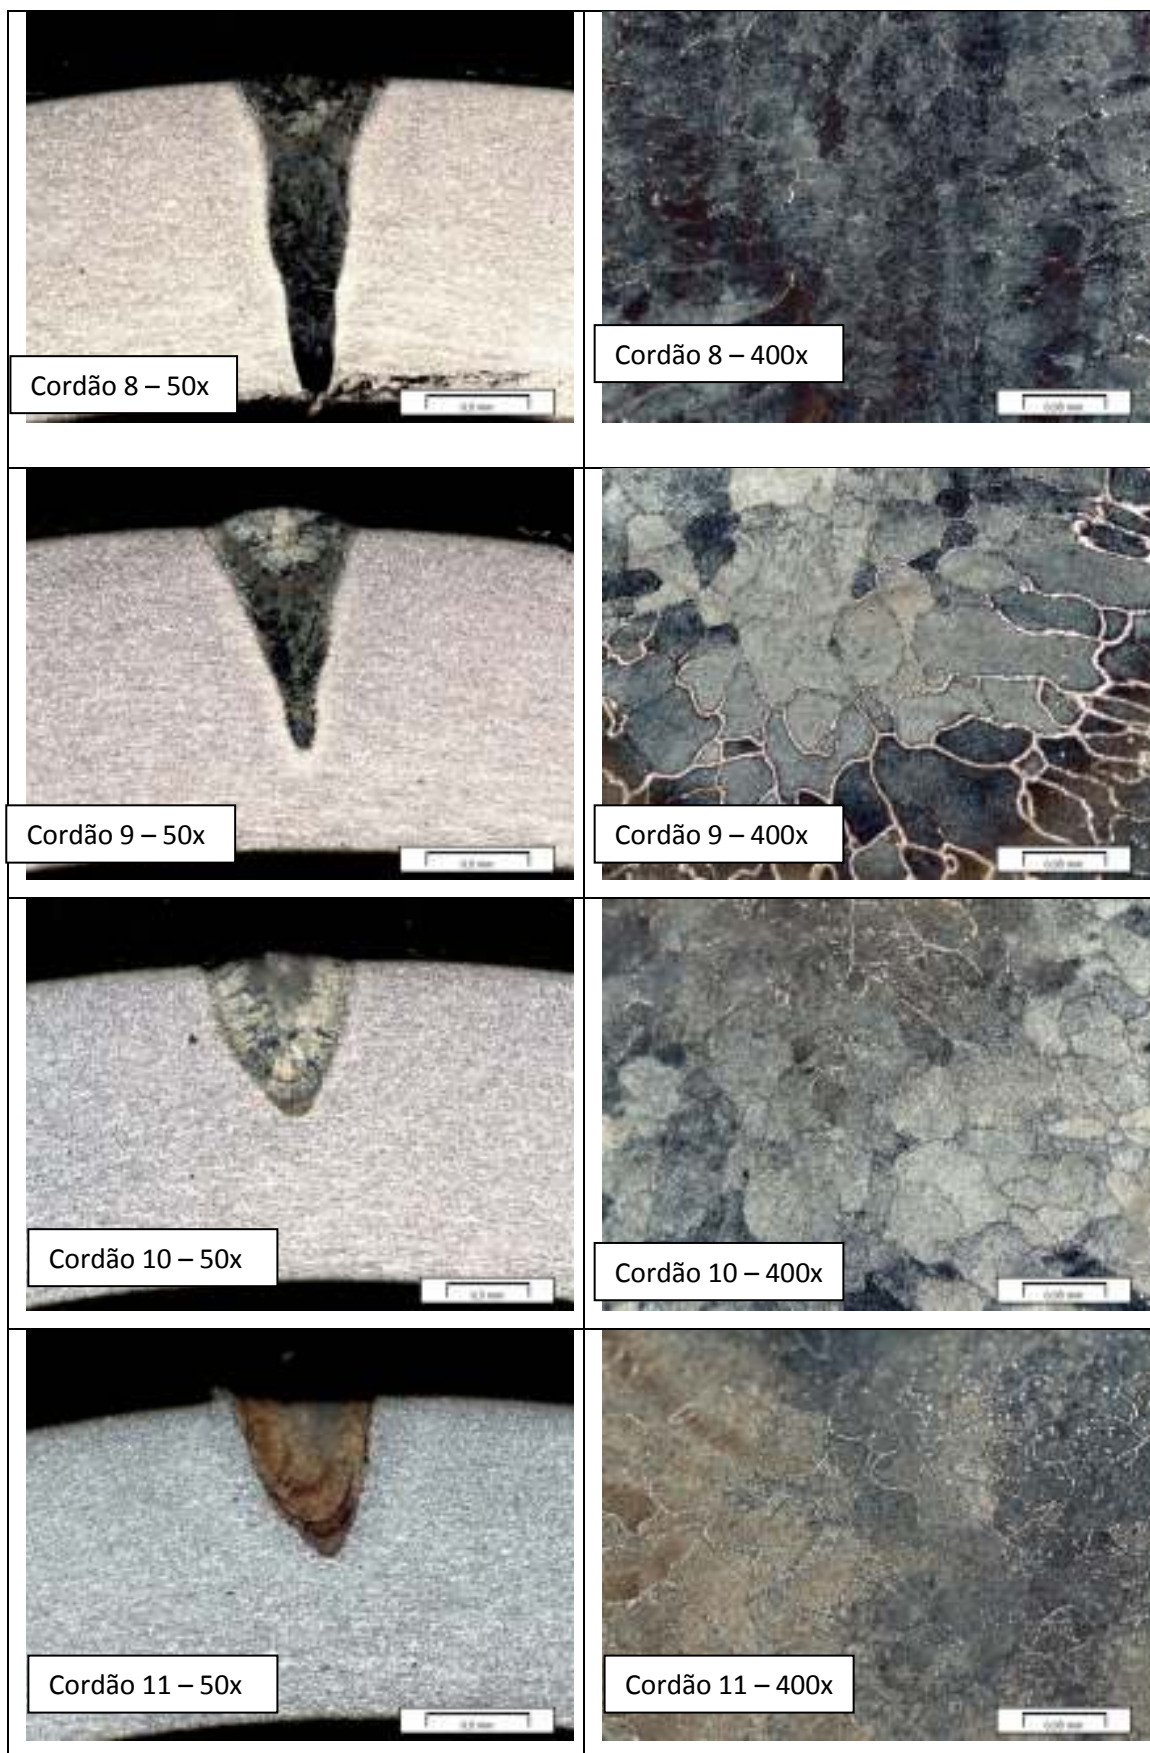 Cordão 8 – 50x
Cordão 8 – 400x
Cordão 9 – 50x
Cordão 9 – 400x
Cordão 10 – 50x
Cordão 10 – 400x
Cordão 11 – 50x
Cordão 11 – 400x